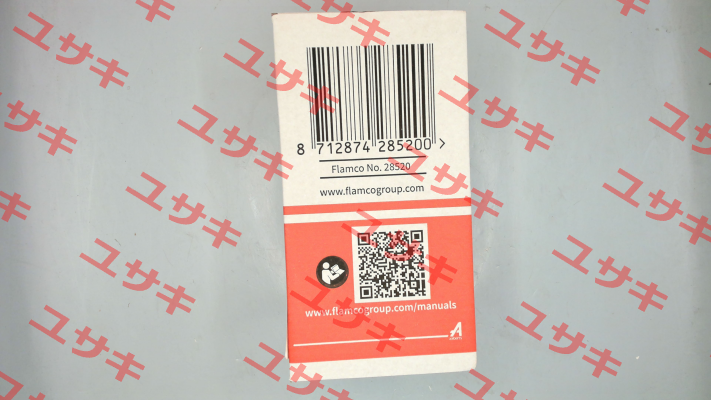 8 712874 285200 >
Flamco No. 28520
www.flamcogroup.com
www.flamcogroup.com/manuals
ユサキ